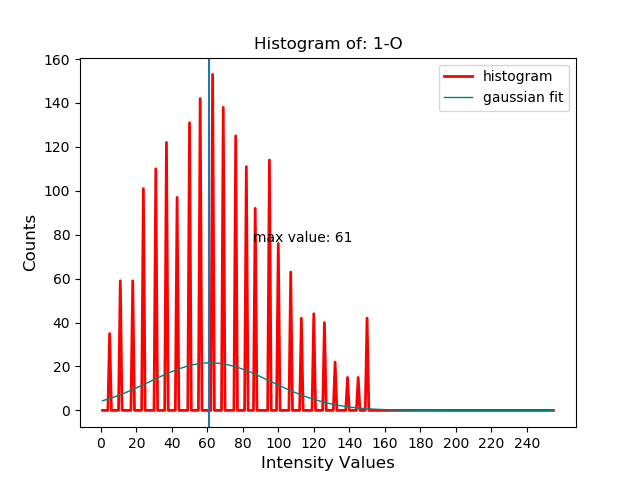 Histogram of: 1-O
160
140
120
100
80
60
40
20
0
Counts
histogram
gaussian fit
max value: 61
0 20 40 60 80 100 120 140 160 180 200 220 240
Intensity Values